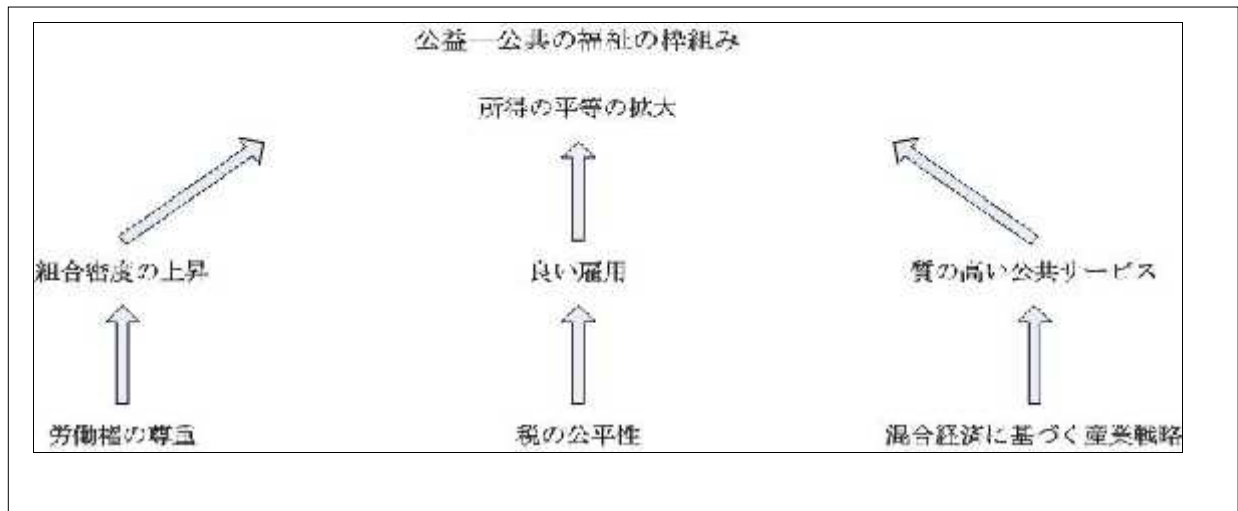 公益—公共の福祉の枠組み
所得の平等の拡大
組合密度の上昇 良い雇用 質の高い公共サービス
労働権の尊重 税の公平性 混合経済に基づく産業戦略